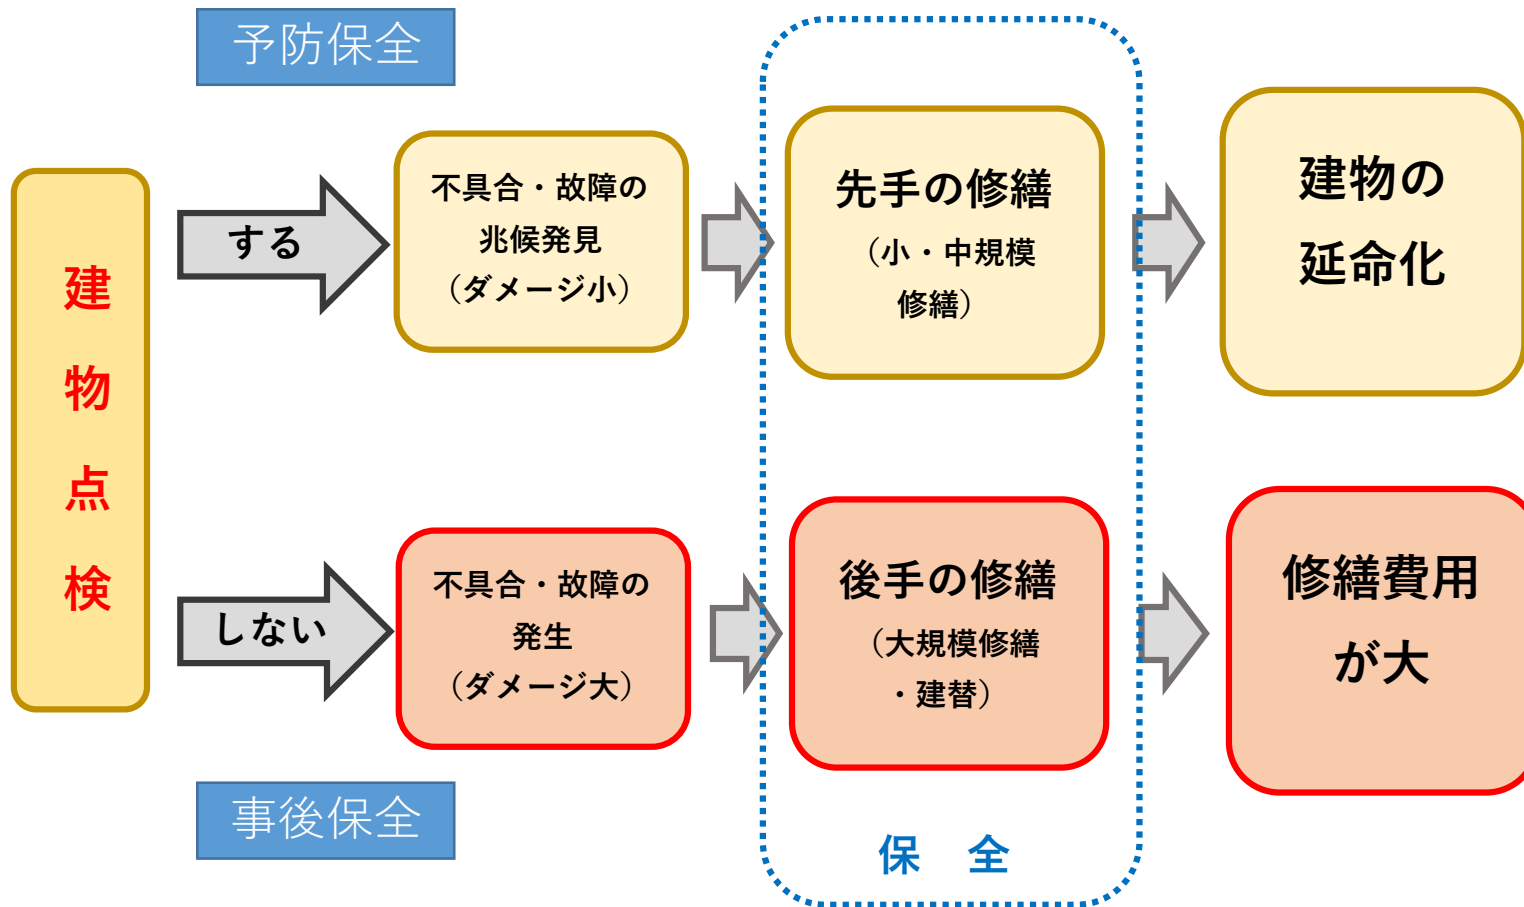 予防保全
建
物
点
検
する
不具合・故障の
兆候発見
（ダメージ小）
先手の修繕
（小・中規模
修繕）
建物の
延命化
しない
不具合・故障の
発生
（ダメージ大）
後手の修繕
（大規模修繕
・建替）
修繕費用
が大
事後保全
保　全